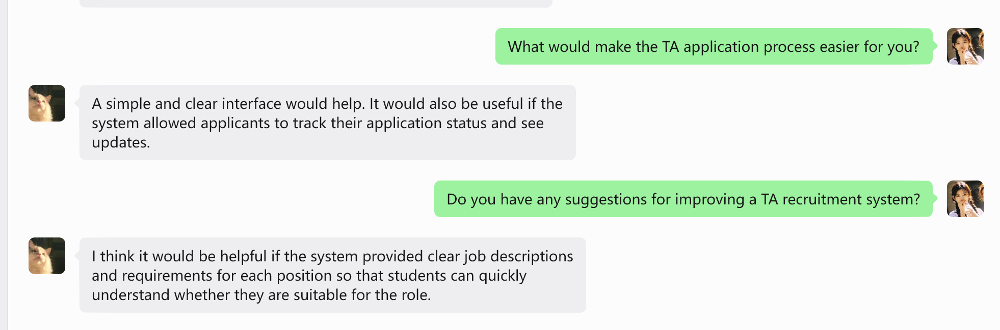 What would make the TA application process easier for you?
A simple and clear interface would help. It would also be useful if the
system allowed applicants to track their application status and see
updates.
Do you have any suggestions for improving a TA recruitment system?
I think it would be helpful if the system provided clear job descriptions
and requirements for each position so that students can quickly
understand whether they are suitable for the role.